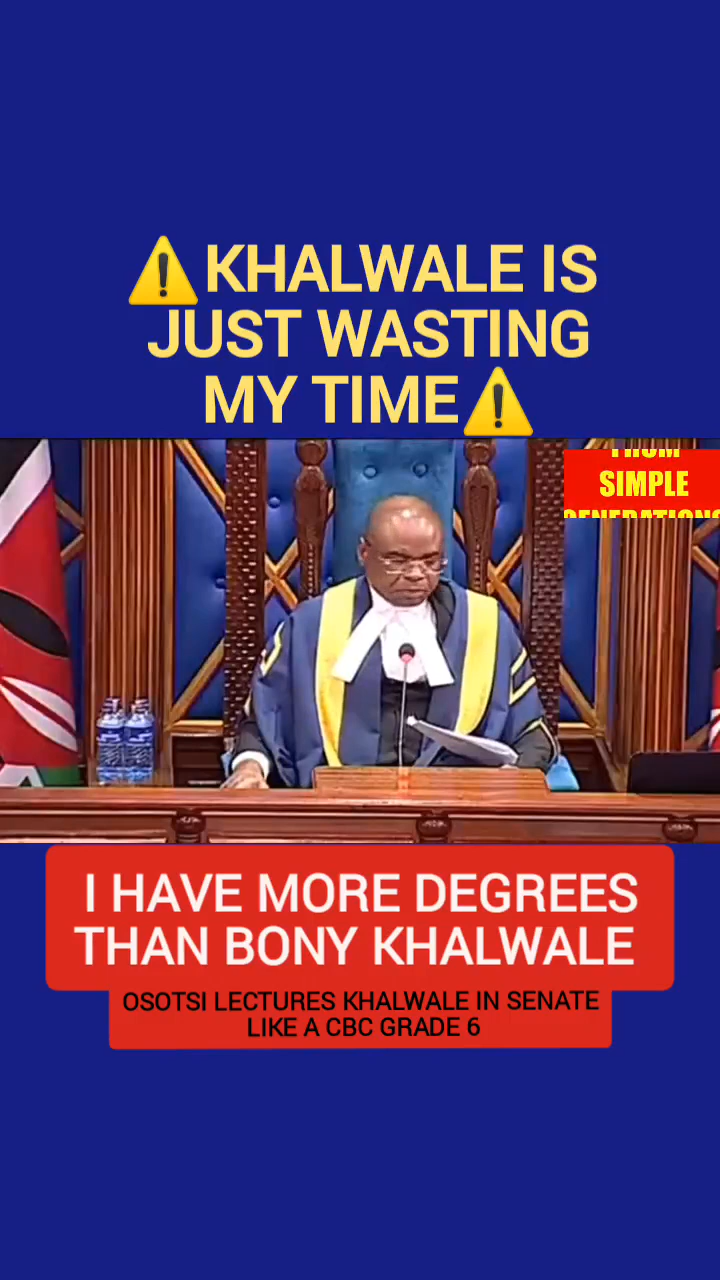 ⚠️KHALWALE IS
JUST WASTING
MY TIME⚠️
SIMPLE
I HAVE MORE DEGREES
THAN BONY KHALWALE
OSOTSI LECTURES KHALWALE IN SENATE
LIKE A CBC GRADE 6